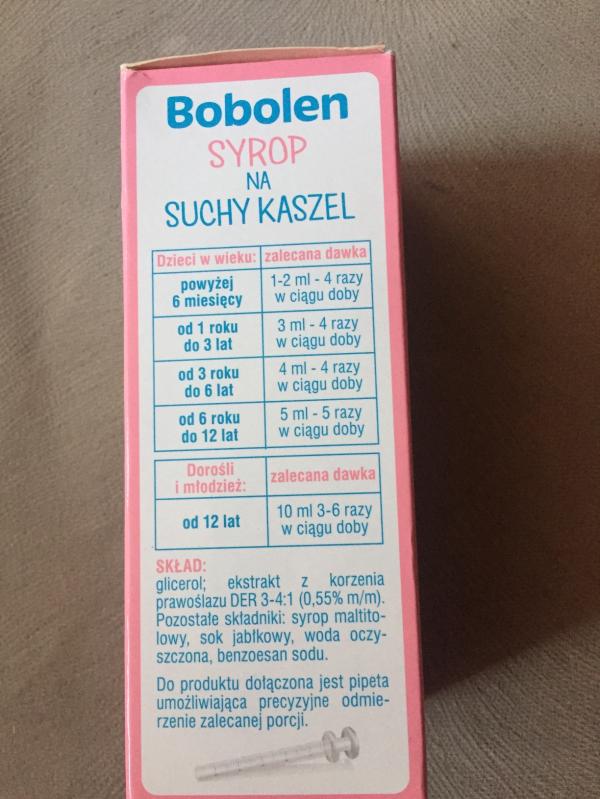 Bobolen
SYROP
NA
SUCHY KASZEL
Dzieci w wieku: zalecana dawka
powyżej
6 miesięcy
1-2 ml - 4 razy
w ciągu doby
od 1 roku
do 3 lat
3 ml - 4 razy
w ciągu doby
od 3 roku
do 6 lat
4 ml - 4 razy
w ciągu doby
od 6 roku
do 12 lat
5 ml - 5 razy
w ciągu doby
Dorośli
i młodzież:
zalecana dawka
od 12 lat
10 ml 3-6 razy
w ciągu doby
SKŁAD:
glicerol; ekstrakt z korzenia
prawoślazu DER 3-4:1 (0,55% m/m).
Pozostałe składniki: syrop maltito-
lowy, sok jabłkowy, woda oczy-
szczona, benzoesan sodu.
Do produktu dołączona jest pipeta
umożliwiająca precyzyjne odmie-
rzenie zalecanej porcji.